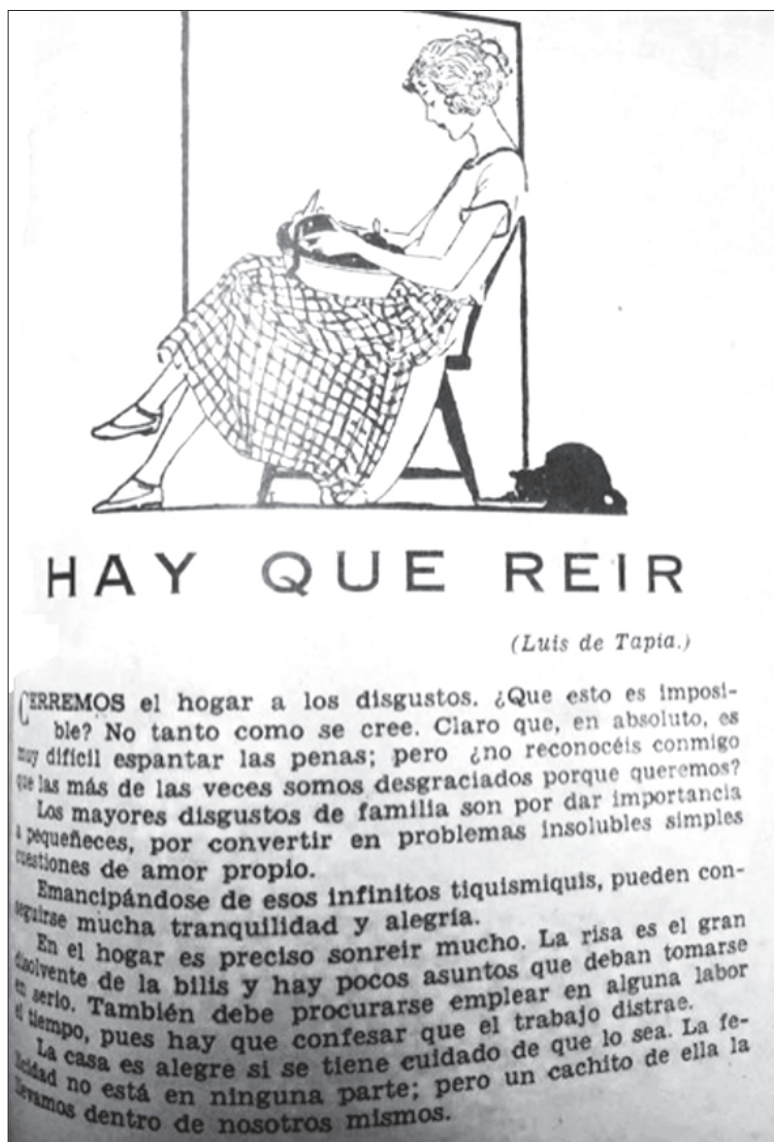 HAY QUE REIR
(Luis de Tapia.)
CERREMOS el hogar a los disgustos. ¿Que esto es imposi-
ble? No tanto como se cree. Claro que, en absoluto, es
muy difícil espantar las penas; pero ¿no reconocéis conmigo
que las más de las veces somos desgraciados porque queremos?
Los mayores disgustos de familia son por dar importancia
a pequeñeces, por convertir en problemas insolubles simples
cuestiones de amor propio.
Emancipándose de esos infinitos tiquismiquis, pueden con-
seguirse mucha tranquilidad y alegría.
En el hogar es preciso sonreir mucho. La risa es el gran
disolvente de la bilis y hay pocos asuntos que deban tomarse
en serio. También debe procurarse emplear en alguna labor
el tiempo, pues hay que confesar que el trabajo distrae.
La casa es alegre si se tiene cuidado de que lo sea. La fe-
licidad no está en ninguna parte; pero un cachito de ella la
llevamos dentro de nosotros mismos.